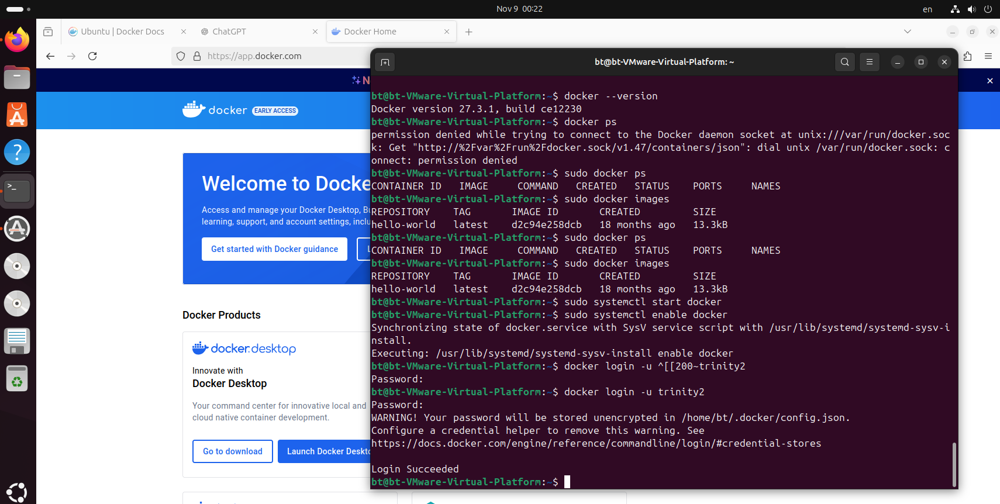 Nov 9 00:22
en
Ubuntu | Docker Docs
ChatGPT
Docker Home
https://app.docker.com
N
docker EARLY ACCESS
Welcome to Docke
Access and manage your Docker Desktop, Bu
learning, support, and account settings, inclu
Get started with Docker guidance
L
Docker Products
docker.desktop
Innovate with
Docker Desktop
Your command center for innovative local and
cloud native container development.
Go to download
Launch Docker Deskto
bt@bt-VMware-Virtual-Platform: ~
bt@bt-VMware-Virtual-Platform:~$ docker --version
Docker version 27.3.1, build ce12230
bt@bt-VMware-Virtual-Platform:~$ docker ps
permission denied while trying to connect to the Docker daemon socket at unix:///var/run/docker.soc
k: Get "http://%2Fvar%2Frun%2Fdocker.sock/v1.47/containers/json": dial unix /var/run/docker.sock: c
onnect: permission denied
bt@bt-VMware-Virtual-Platform:~$ sudo docker ps
CONTAINER ID   IMAGE     COMMAND   CREATED   STATUS    PORTS     NAMES
bt@bt-VMware-Virtual-Platform:~$ sudo docker images
REPOSITORY    TAG       IMAGE ID       CREATED         SIZE
hello-world   latest    d2c94e258dcb   18 months ago   13.3kB
bt@bt-VMware-Virtual-Platform:~$ sudo docker ps
CONTAINER ID   IMAGE     COMMAND   CREATED   STATUS    PORTS     NAMES
bt@bt-VMware-Virtual-Platform:~$ sudo docker images
REPOSITORY    TAG       IMAGE ID       CREATED         SIZE
hello-world   latest    d2c94e258dcb   18 months ago   13.3kB
bt@bt-VMware-Virtual-Platform:~$ sudo systemctl start docker
bt@bt-VMware-Virtual-Platform:~$ sudo systemctl enable docker
Synchronizing state of docker.service with SysV service script with /usr/lib/systemd/systemd-sysv-i
nstall.
Executing: /usr/lib/systemd/systemd-sysv-install enable docker
bt@bt-VMware-Virtual-Platform:~$ docker login -u ^[[200~trinity2
Password:
bt@bt-VMware-Virtual-Platform:~$ docker login -u trinity2
Password:
WARNING! Your password will be stored unencrypted in /home/bt/.docker/config.json.
Configure a credential helper to remove this warning. See
https://docs.docker.com/engine/reference/commandline/login/#credential-stores
Login Succeeded
bt@bt-VMware-Virtual-Platform:~$